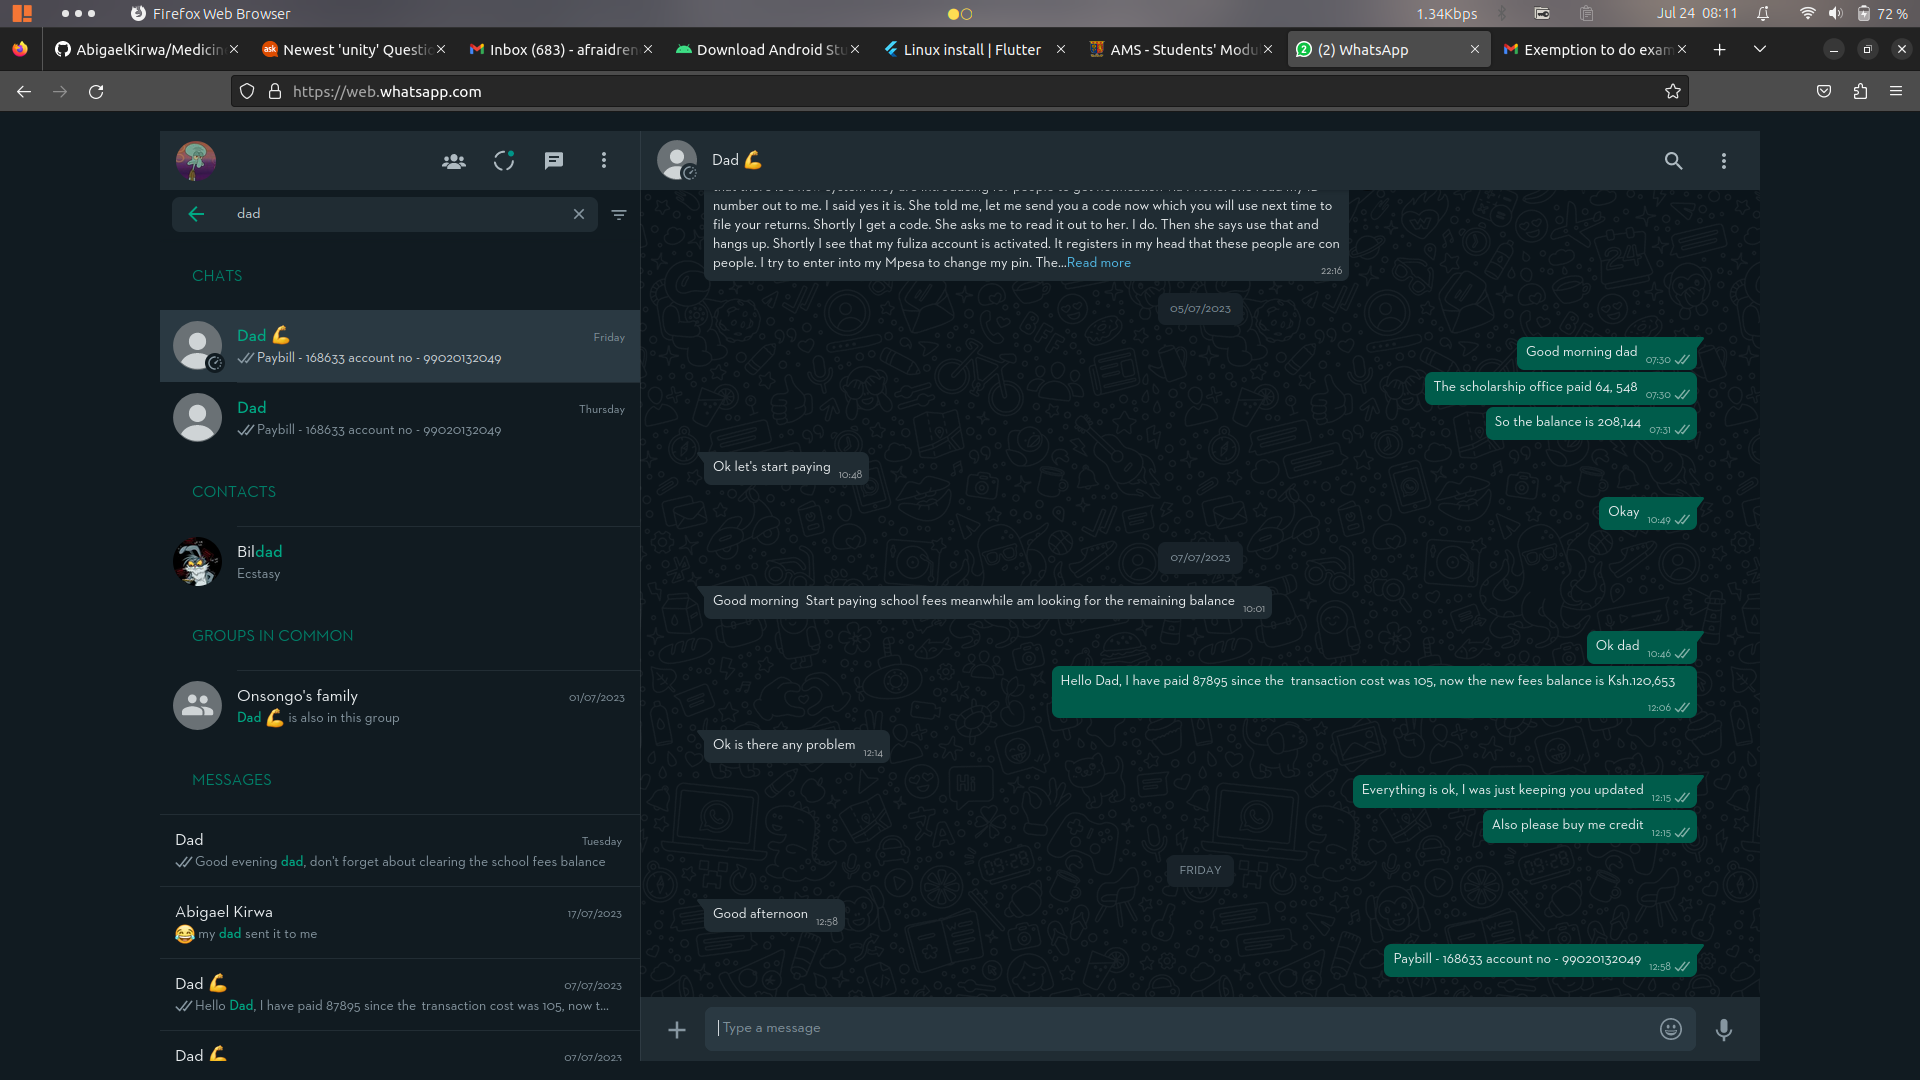 Firefox Web Browser
1.34Kbps
Jul 24 08:11
72 %
AbigaelKirwa/Medicin
ask
Newest 'unity' Questic
Inbox (683) - afraidren
Download Android Stu
Linux install | Flutter
AMS - Students' Modu
2
(2) WhatsApp
Exemption to do exam
https://web.whatsapp.com
dad
CHATS
Dad 💪
Friday
Paybill - 168633 account no - 99020132049
Dad
Thursday
Paybill - 168633 account no - 99020132049
CONTACTS
Bildad
Ecstasy
GROUPS IN COMMON
Onsongo's family
01/07/2023
Dad 💪 is also in this group
MESSAGES
Dad
Tuesday
Good evening dad, don't forget about clearing the school fees balance
Abigael Kirwa
17/07/2023
😂 my dad sent it to me
Dad 💪
07/07/2023
Hello Dad, I have paid 87895 since the transaction cost was 105, now t...
Dad 💪
07/07/2023
Dad 💪
number out to me. I said yes it is. She told me, let me send you a code now which you will use next time to
file your returns. Shortly I get a code. She asks me to read it out to her. I do. Then she says use that and
hangs up. Shortly I see that my fuliza account is activated. It registers in my head that these people are con
people. I try to enter into my Mpesa to change my pin. The...Read more
22:16
05/07/2023
Good morning dad 07:30
The scholarship office paid 64, 548 07:30
So the balance is 208,144 07:31
Ok let's start paying 10:48
Okay 10:49
07/07/2023
Good morning  Start paying school fees meanwhile am looking for the remaining balance 10:01
Ok dad 10:46
Hello Dad, I have paid 87895 since the  transaction cost was 105, now the new fees balance is Ksh.120,653
12:06
Ok is there any problem 12:14
Everything is ok, I was just keeping you updated 12:15
Also please buy me credit 12:15
FRIDAY
Good afternoon 12:58
Paybill - 168633 account no - 99020132049 12:58
Type a message